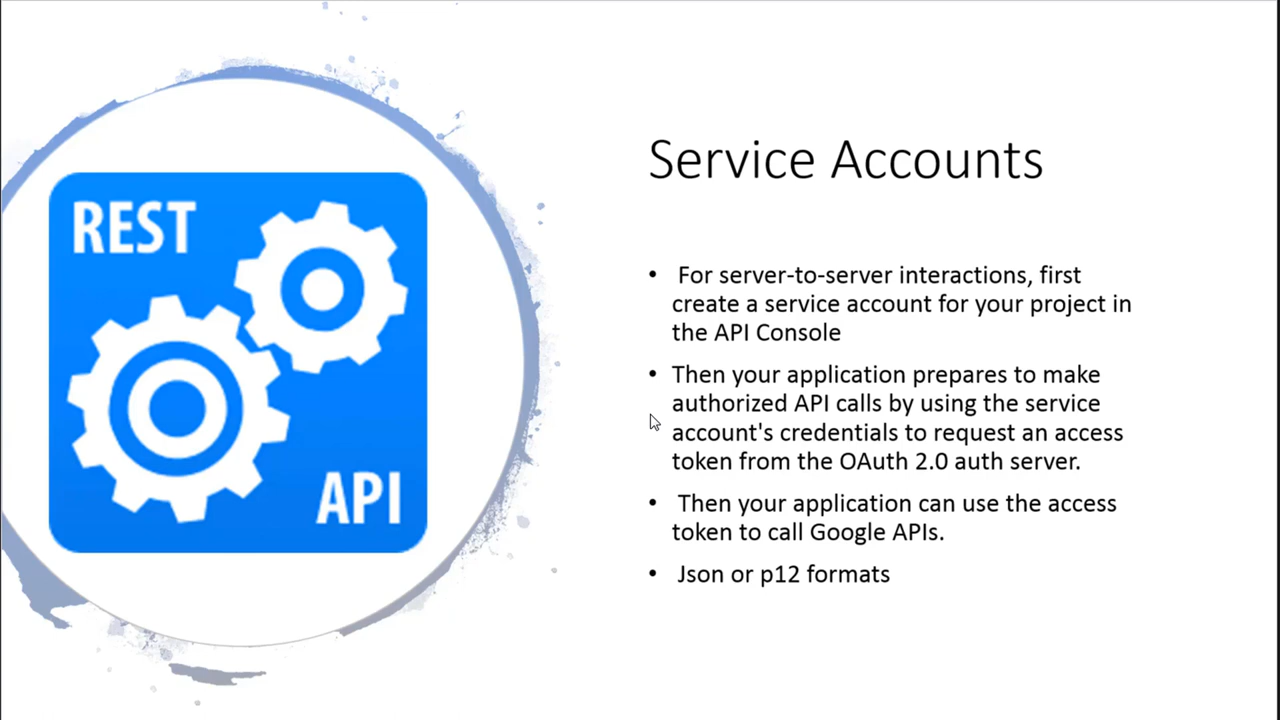 REST
API
Service Accounts
• For server-to-server interactions, first
create a service account for your project in
the API Console
• Then your application prepares to make
authorized API calls by using the service
account's credentials to request an access
token from the OAuth 2.0 auth server.
• Then your application can use the access
token to call Google APIs.
• Json or p12 formats